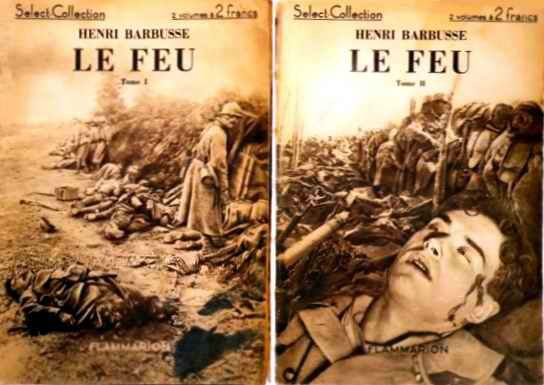 Select-Collection
2 volumes à 2 francs
HENRI BARBUSSE
LE FEU
Tome I
FLAMMARION
Select-Collection
2 volumes à 2 francs
HENRI BARBUSSE
LE FEU
Tome II
FLAMMARION